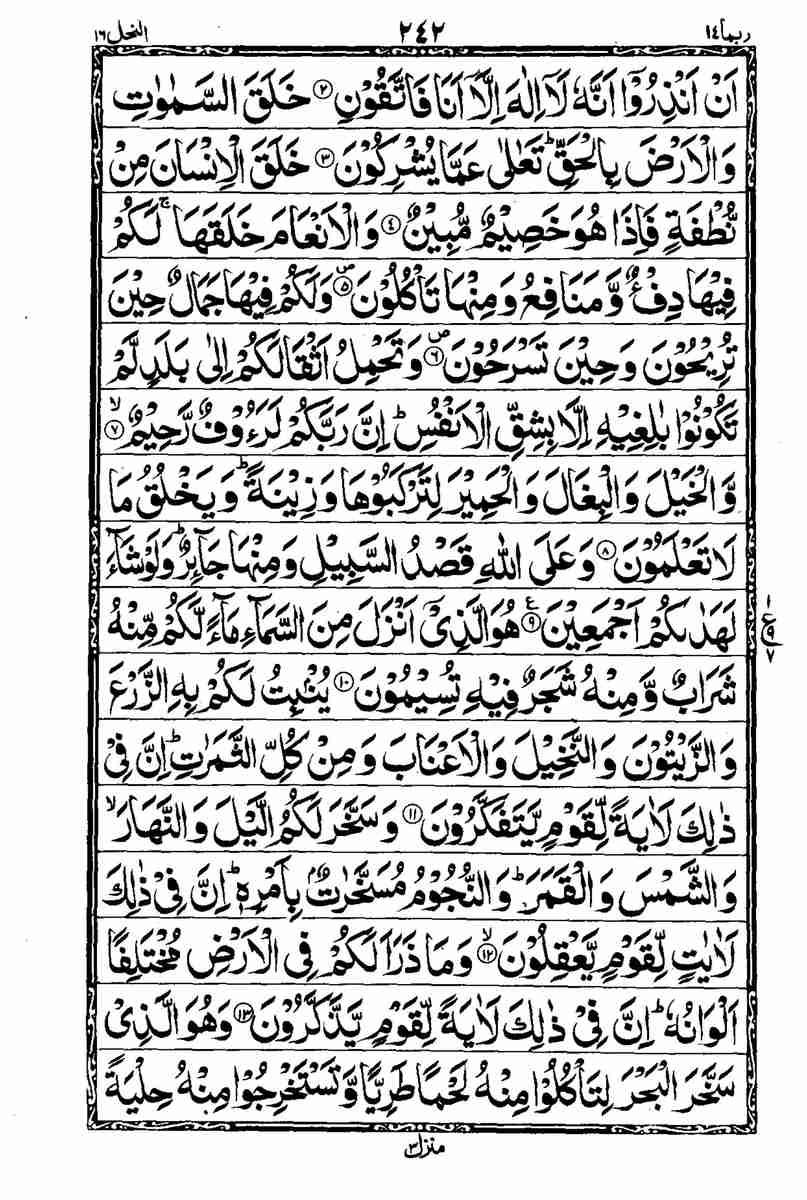 ربما ١٤ ٢٤٢ النحل ١٦
اَنْ اَنْذِرُوْۤا اَنَّهٗ لَاۤ اِلٰهَ اِلَّاۤ اَنَا فَاتَّقُوْنِ ۝٢ خَلَقَ السَّمٰوٰتِ
وَالْاَرْضَ بِالْحَقِّ ؕ تَعٰلٰى عَمَّا يُشْرِكُوْنَ ۝٣ خَلَقَ الْاِنْسَانَ مِنْ
نُّطْفَةٍ فَاِذَا هُوَ خَصِيْمٌ مُّبِيْنٌ ۝٤ وَالْاَنْعَامَ خَلَقَهَا ۚ لَكُمْ
فِيْهَا دِفْءٌ وَّمَنَافِعُ وَمِنْهَا تَاْكُلُوْنَ ۝٥ وَلَكُمْ فِيْهَا جَمَالٌ حِيْنَ
تُرِيْحُوْنَ وَحِيْنَ تَسْرَحُوْنَ ۝٦ وَتَحْمِلُ اَثْقَالَكُمْ اِلٰى بَلَدٍ لَّمْ
تَكُوْنُوْا بٰلِغِيْهِ اِلَّا بِشِقِّ الْاَنْفُسِ ؕ اِنَّ رَبَّكُمْ لَرَءُوْفٌ رَّحِيْمٌ ۝٧
وَّالْخَيْلَ وَالْبِغَالَ وَالْحَمِيْرَ لِتَرْكَبُوْهَا وَزِيْنَةً ؕ وَيَخْلُقُ مَا
لَا تَعْلَمُوْنَ ۝٨ وَعَلَى اللّٰهِ قَصْدُ السَّبِيْلِ وَمِنْهَا جَآئِرٌ ؕ وَلَوْ شَآءَ
لَهَدٰىكُمْ اَجْمَعِيْنَ ۝٩ هُوَ الَّذِىْۤ اَنْزَلَ مِنَ السَّمَآءِ مَآءً لَّكُمْ مِّنْهُ
شَرَابٌ وَّمِنْهُ شَجَرٌ فِيْهِ تُسِيْمُوْنَ ۝١٠ يُنْۢبِتُ لَكُمْ بِهِ الزَّرْعَ
وَالزَّيْتُوْنَ وَالنَّخِيْلَ وَالْاَعْنَابَ وَمِنْ كُلِّ الثَّمَرٰتِ ؕ اِنَّ فِىْ
ذٰلِكَ لَاٰيَةً لِّقَوْمٍ يَّتَفَكَّرُوْنَ ۝١١ وَسَخَّرَ لَكُمُ الَّيْلَ وَالنَّهَارَ ۙ
وَالشَّمْسَ وَالْقَمَرَ ؕ وَالنُّجُوْمُ مُسَخَّرٰتٌۢ بِاَمْرِهٖ ؕ اِنَّ فِىْ ذٰلِكَ
لَاٰيٰتٍ لِّقَوْمٍ يَّعْقِلُوْنَ ۝١٢ وَمَا ذَرَاَ لَكُمْ فِى الْاَرْضِ مُخْتَلِفًا
اَلْوَانُهٗ ؕ اِنَّ فِىْ ذٰلِكَ لَاٰيَةً لِّقَوْمٍ يَّذَّكَّرُوْنَ ۝١٣ وَهُوَ الَّذِىْ
سَخَّرَ الْبَحْرَ لِتَاْكُلُوْا مِنْهُ لَحْمًا طَرِيًّا وَّتَسْتَخْرِجُوْا مِنْهُ حِلْيَةً
منزل ٣